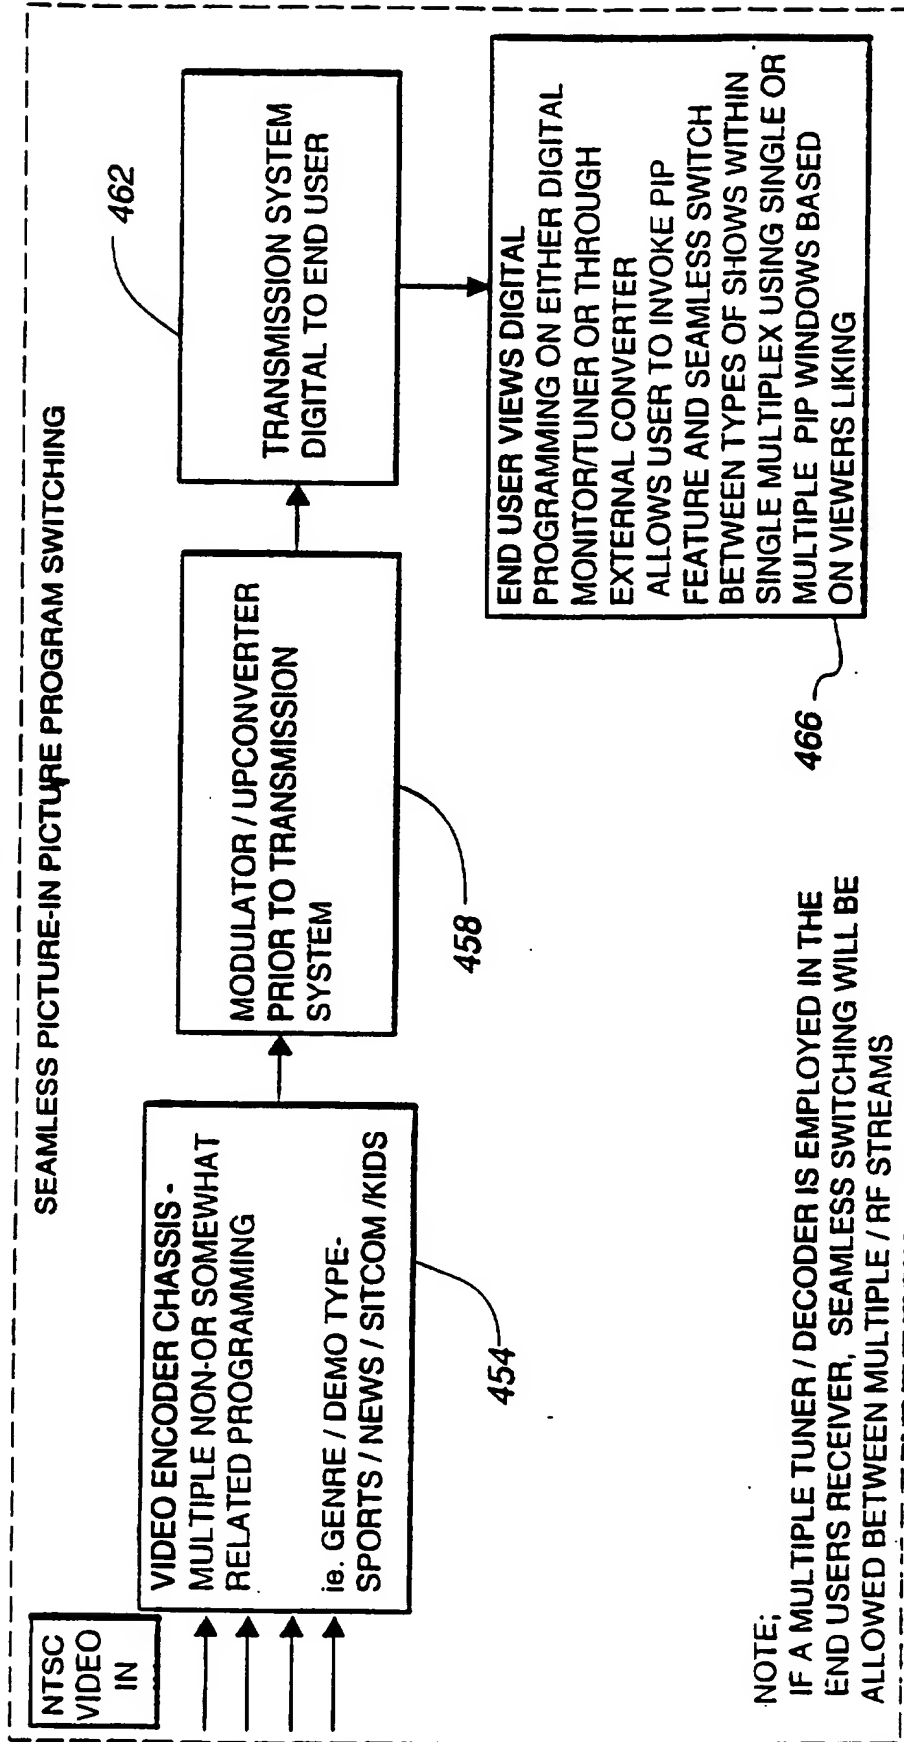 SEAMLESS PICTURE-IN PICTURE PROGRAM SWITCHING
NTSC
VIDEO
IN
VIDEO ENCODER CHASSIS -
MULTIPLE NON-OR SOMEWHAT
RELATED PROGRAMMING
ie. GENRE / DEMO TYPE-
SPORTS / NEWS / SITCOM /KIDS
454
MODULATOR / UPCONVERTER
PRIOR TO TRANSMISSION
SYSTEM
458
TRANSMISSION SYSTEM
DIGITAL TO END USER
462
END USER VIEWS DIGITAL
PROGRAMMING ON EITHER DIGITAL
MONITOR/TUNER OR THROUGH
EXTERNAL CONVERTER
ALLOWS USER TO INVOKE PIP
FEATURE AND SEAMLESS SWITCH
BETWEEN TYPES OF SHOWS WITHIN
SINGLE MULTIPLEX USING SINGLE OR
MULTIPLE PIP WINDOWS BASED
ON VIEWERS LIKING
466
NOTE;
IF A MULTIPLE TUNER / DECODER IS EMPLOYED IN THE
END USERS RECEIVER, SEAMLESS SWITCHING WILL BE
ALLOWED BETWEEN MULTIPLE / RF STREAMS